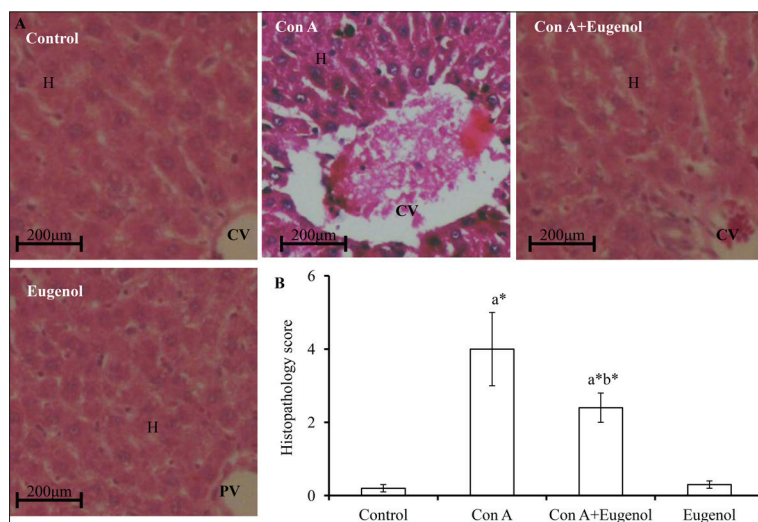 A
Control
H
CV
200μm
Con A
H
CV
200μm
Con A+Eugenol
H
CV
200μm
Eugenol
H
PV
200μm
B
Histopathology score
6
4
2
0
a*
a*b*
Control Con A Con A+Eugenol Eugenol